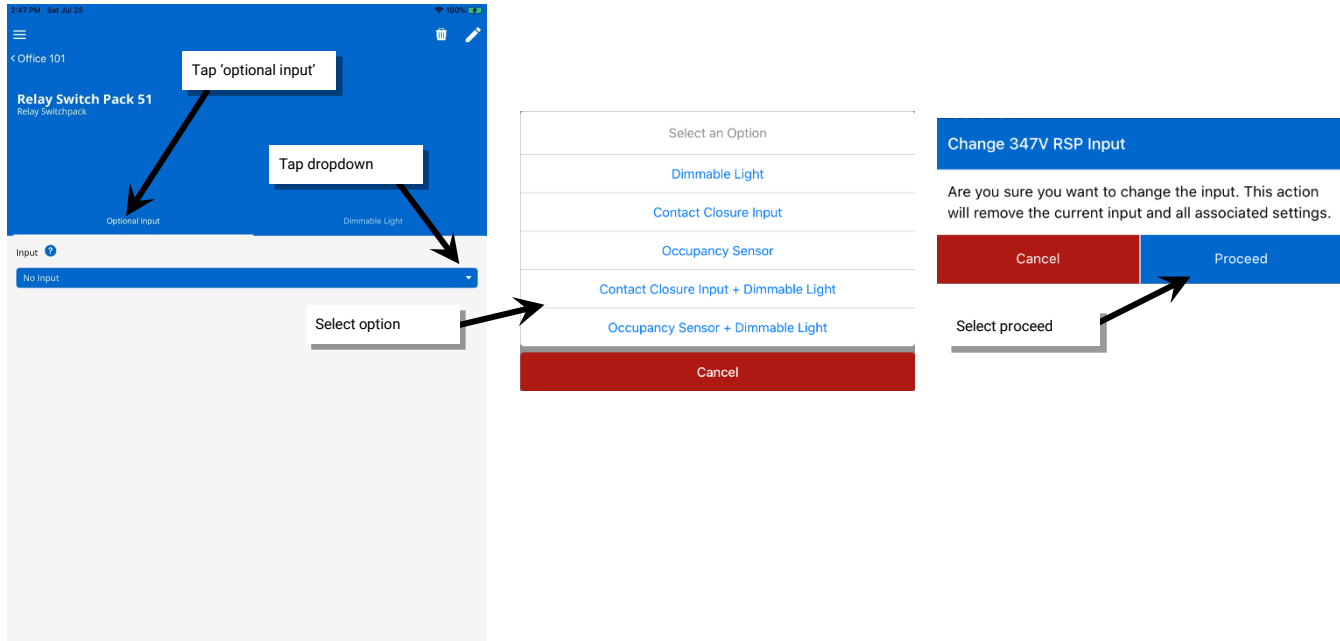 2:47 PM Sat Jul 25
100%
< Office 101
Tap ‘optional input’
Relay Switch Pack 51
Relay Switchpack
Tap dropdown
Optional Input
Dimmable Light
Input ?
No Input
Select option
Select an Option
Dimmable Light
Contact Closure Input
Occupancy Sensor
Contact Closure Input + Dimmable Light
Occupancy Sensor + Dimmable Light
Cancel
Change 347V RSP Input
Are you sure you want to change the input. This action
will remove the current input and all associated settings.
Cancel
Proceed
Select proceed